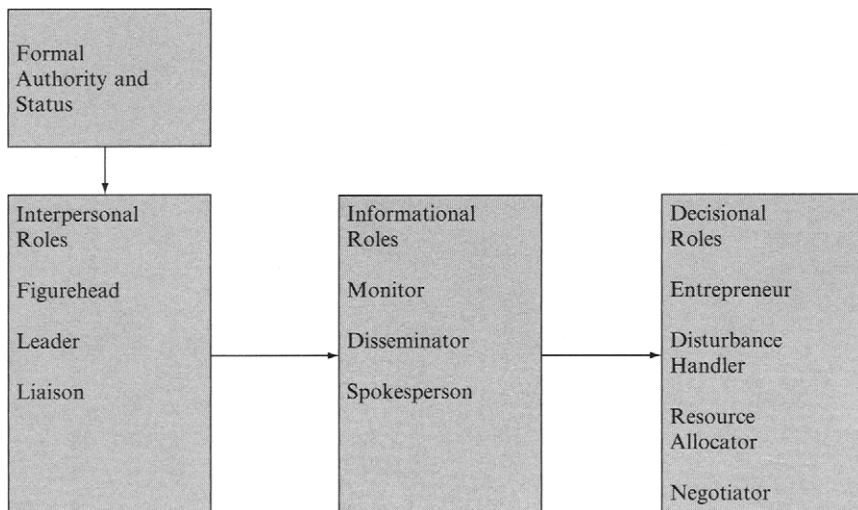 Formal
Authority and
Status
Interpersonal
Roles
Figurehead
Leader
Liaison
Informational
Roles
Monitor
Disseminator
Spokesperson
Decisional
Roles
Entrepreneur
Disturbance
Handler
Resource
Allocator
Negotiator